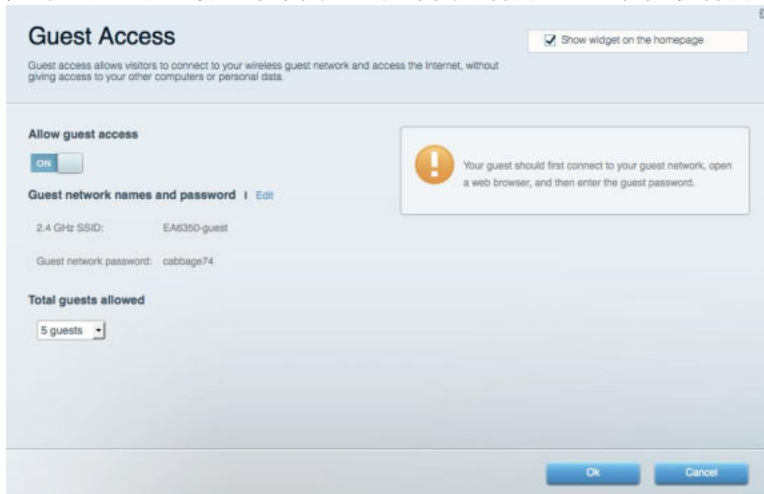 Guest Access
Show widget on the homepage
Guest access allows visitors to connect to your wireless guest network and access the Internet, without
giving access to your other computers or personal data.
Allow guest access
ON
Your guest should first connect to your guest network, open
a web browser, and then enter the guest password.
Guest network names and password | Edit
2.4 GHz SSID: EA6350-guest
Guest network password: cabbage74
Total guests allowed
5 guests
Ok
Cancel